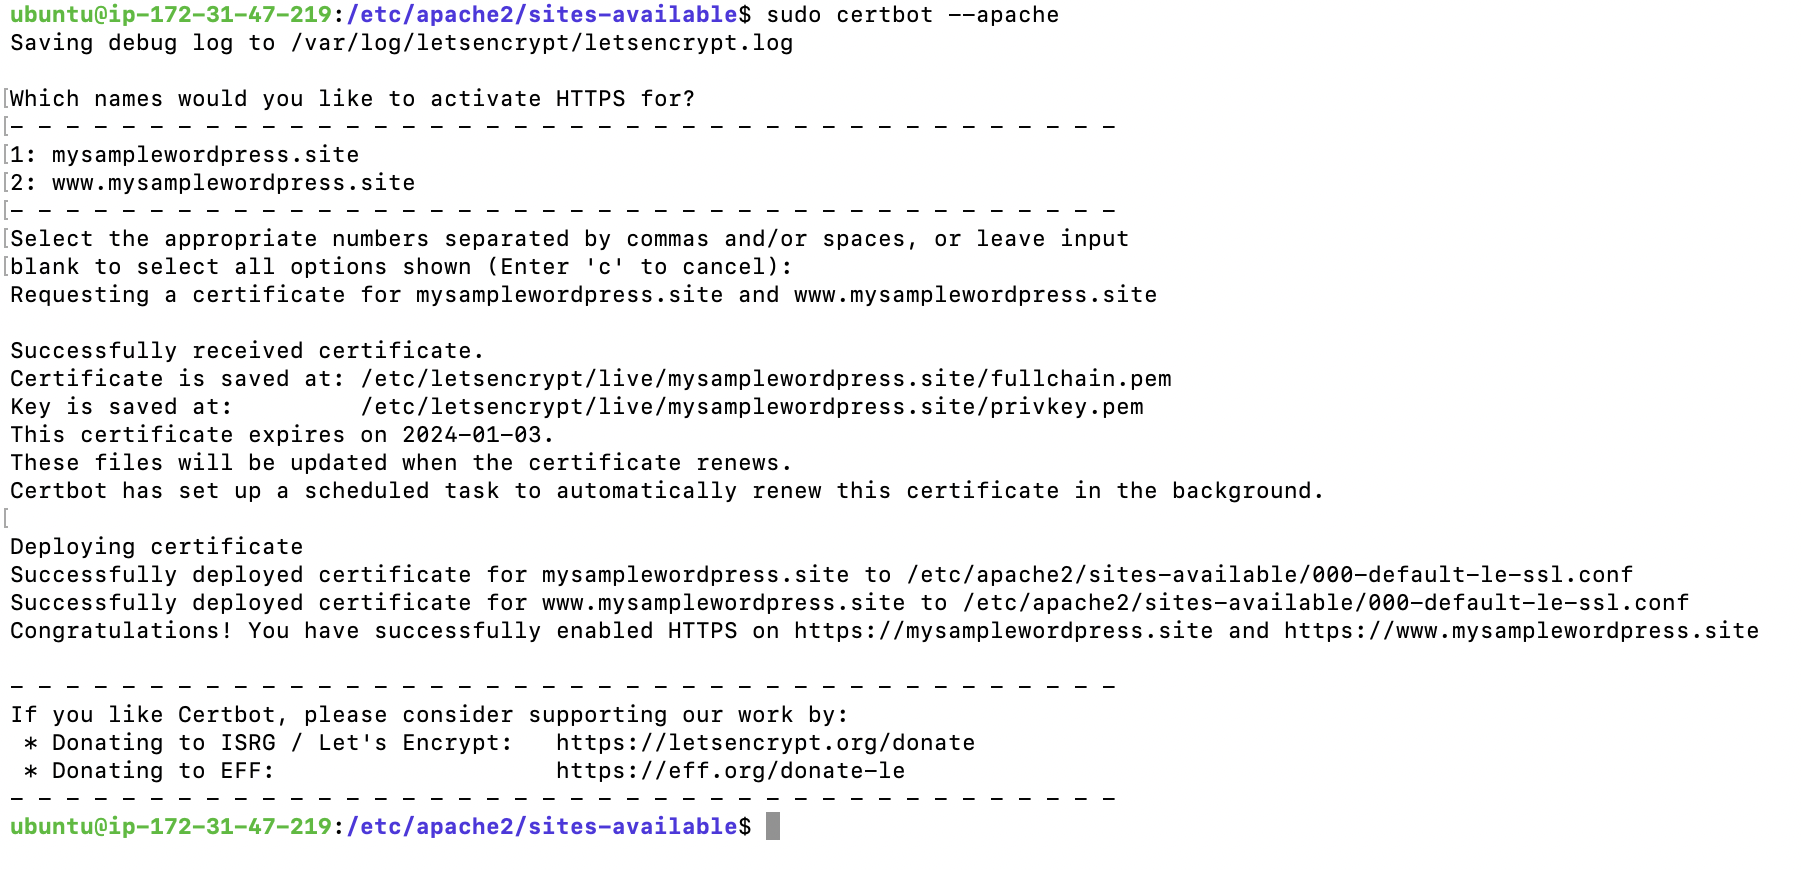 ubuntu@ip-172-31-47-219:/etc/apache2/sites-available$ sudo certbot --apache
Saving debug log to /var/log/letsencrypt/letsencrypt.log
[Which names would you like to activate HTTPS for?
[- - - - - - - - - - - - - - - - - - - - - - - - - - - - - - - - - - - - - - - -
[1: mysamplewordpress.site
[2: www.mysamplewordpress.site
[- - - - - - - - - - - - - - - - - - - - - - - - - - - - - - - - - - - - - - - -
[Select the appropriate numbers separated by commas and/or spaces, or leave input
[blank to select all options shown (Enter 'c' to cancel):
Requesting a certificate for mysamplewordpress.site and www.mysamplewordpress.site
Successfully received certificate.
Certificate is saved at: /etc/letsencrypt/live/mysamplewordpress.site/fullchain.pem
Key is saved at:         /etc/letsencrypt/live/mysamplewordpress.site/privkey.pem
This certificate expires on 2024-01-03.
These files will be updated when the certificate renews.
Certbot has set up a scheduled task to automatically renew this certificate in the background.
[
Deploying certificate
Successfully deployed certificate for mysamplewordpress.site to /etc/apache2/sites-available/000-default-le-ssl.conf
Successfully deployed certificate for www.mysamplewordpress.site to /etc/apache2/sites-available/000-default-le-ssl.conf
Congratulations! You have successfully enabled HTTPS on https://mysamplewordpress.site and https://www.mysamplewordpress.site
- - - - - - - - - - - - - - - - - - - - - - - - - - - - - - - - - - - - - - - -
If you like Certbot, please consider supporting our work by:
 * Donating to ISRG / Let's Encrypt:   https://letsencrypt.org/donate
 * Donating to EFF:                    https://eff.org/donate-le
- - - - - - - - - - - - - - - - - - - - - - - - - - - - - - - - - - - - - - - -
ubuntu@ip-172-31-47-219:/etc/apache2/sites-available$